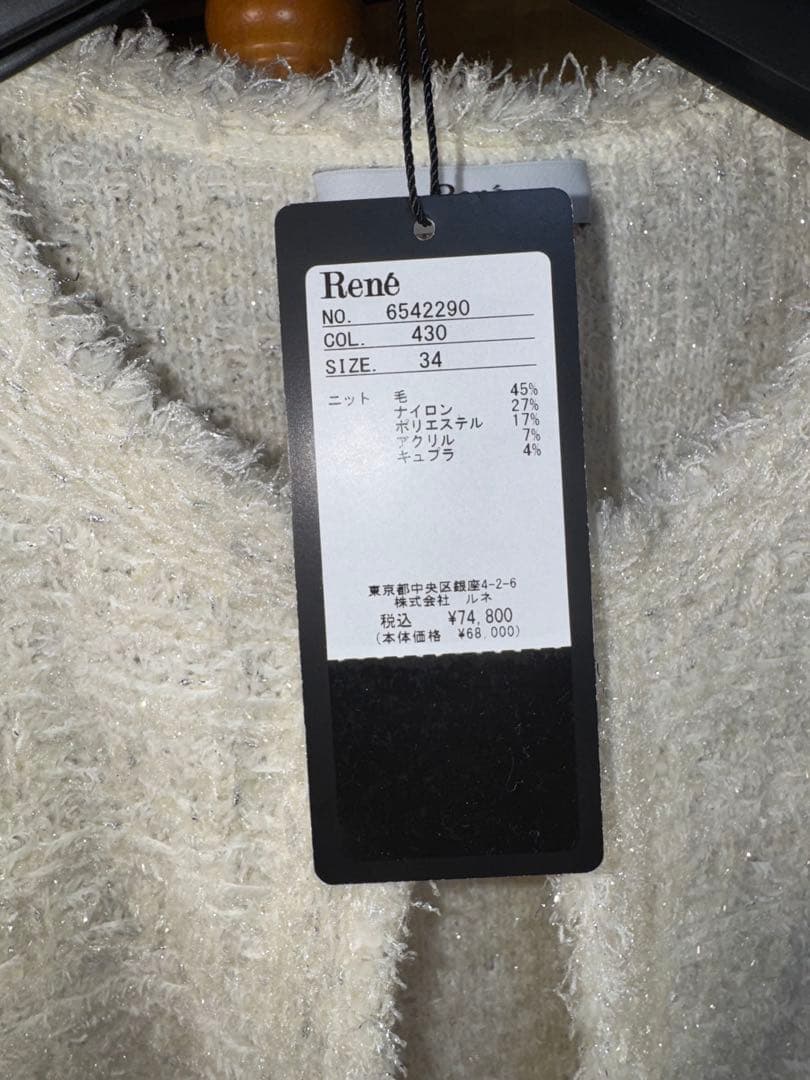 René
René
NO. 6542290
COL. 430
SIZE. 34
ニット 毛 45%
ナイロン 27%
ポリエステル 17%
アクリル 7%
キュプラ 4%
東京都中央区銀座4-2-6
株式会社 ルネ
税込 ¥74,800
(本体価格 ¥68,000)